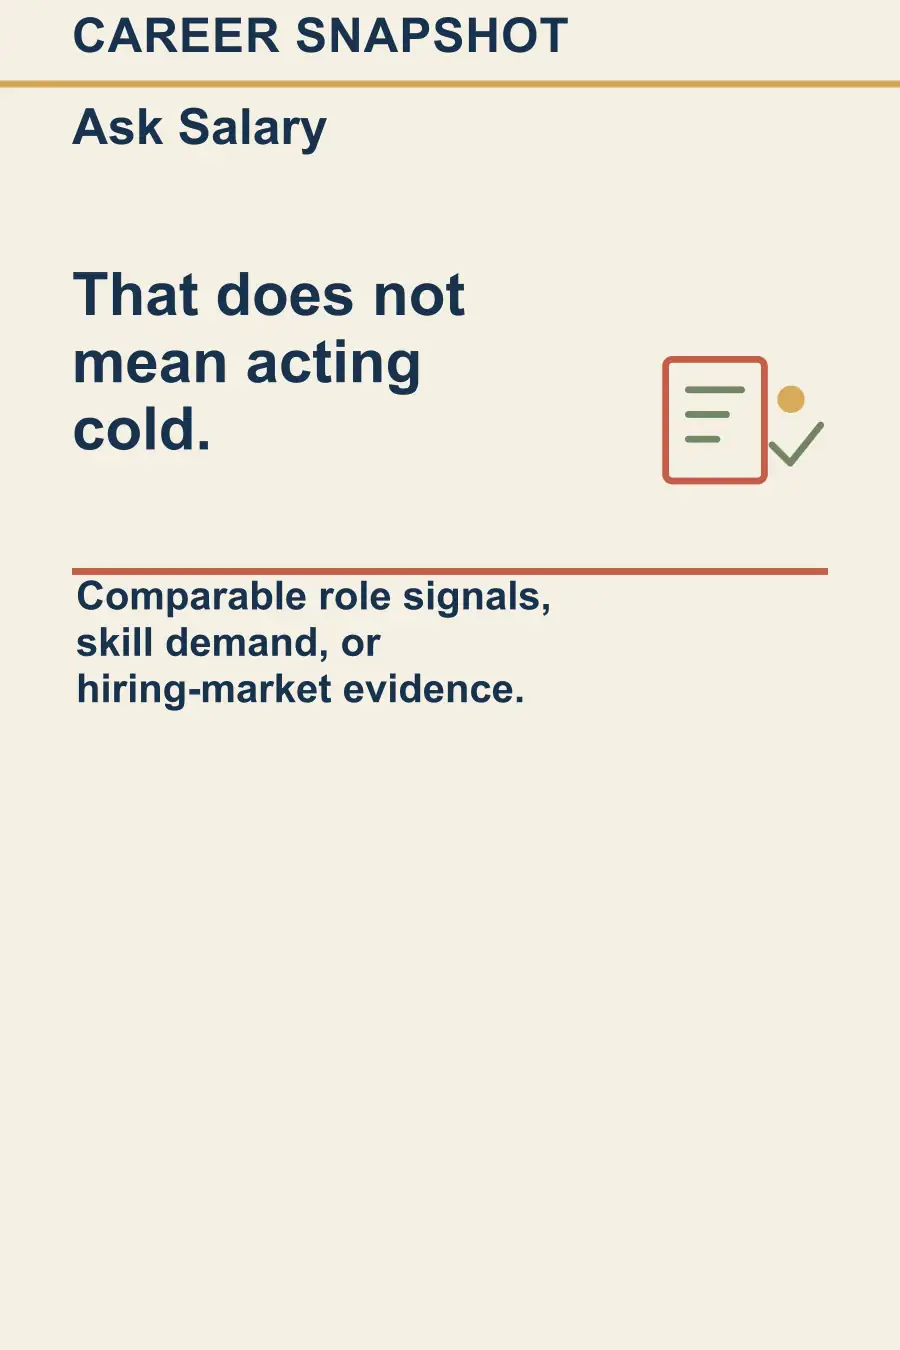 CAREER SNAPSHOT
Ask Salary
That does not
mean acting
cold.
Comparable role signals,
skill demand, or
hiring-market evidence.